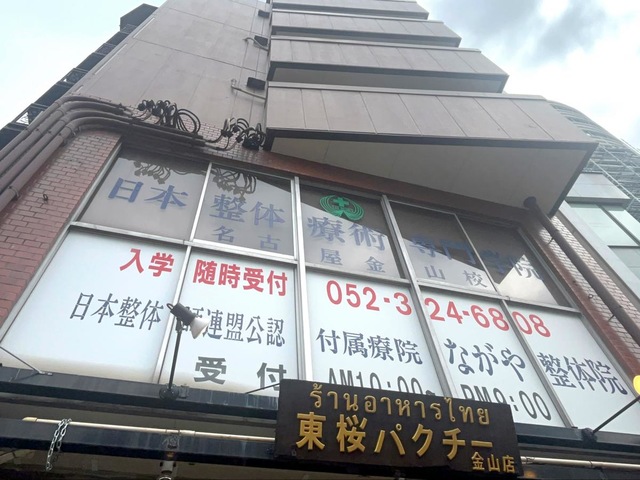 日本 整体 療術 専門学院
名古屋金山校
入学 随時受付
052-324-6808
日本整体 連盟公認
付属療院 ながや 整体院
受付 AM10:00~PM9:00
ร้านอาหารไทย
東桜パクチー
金山店